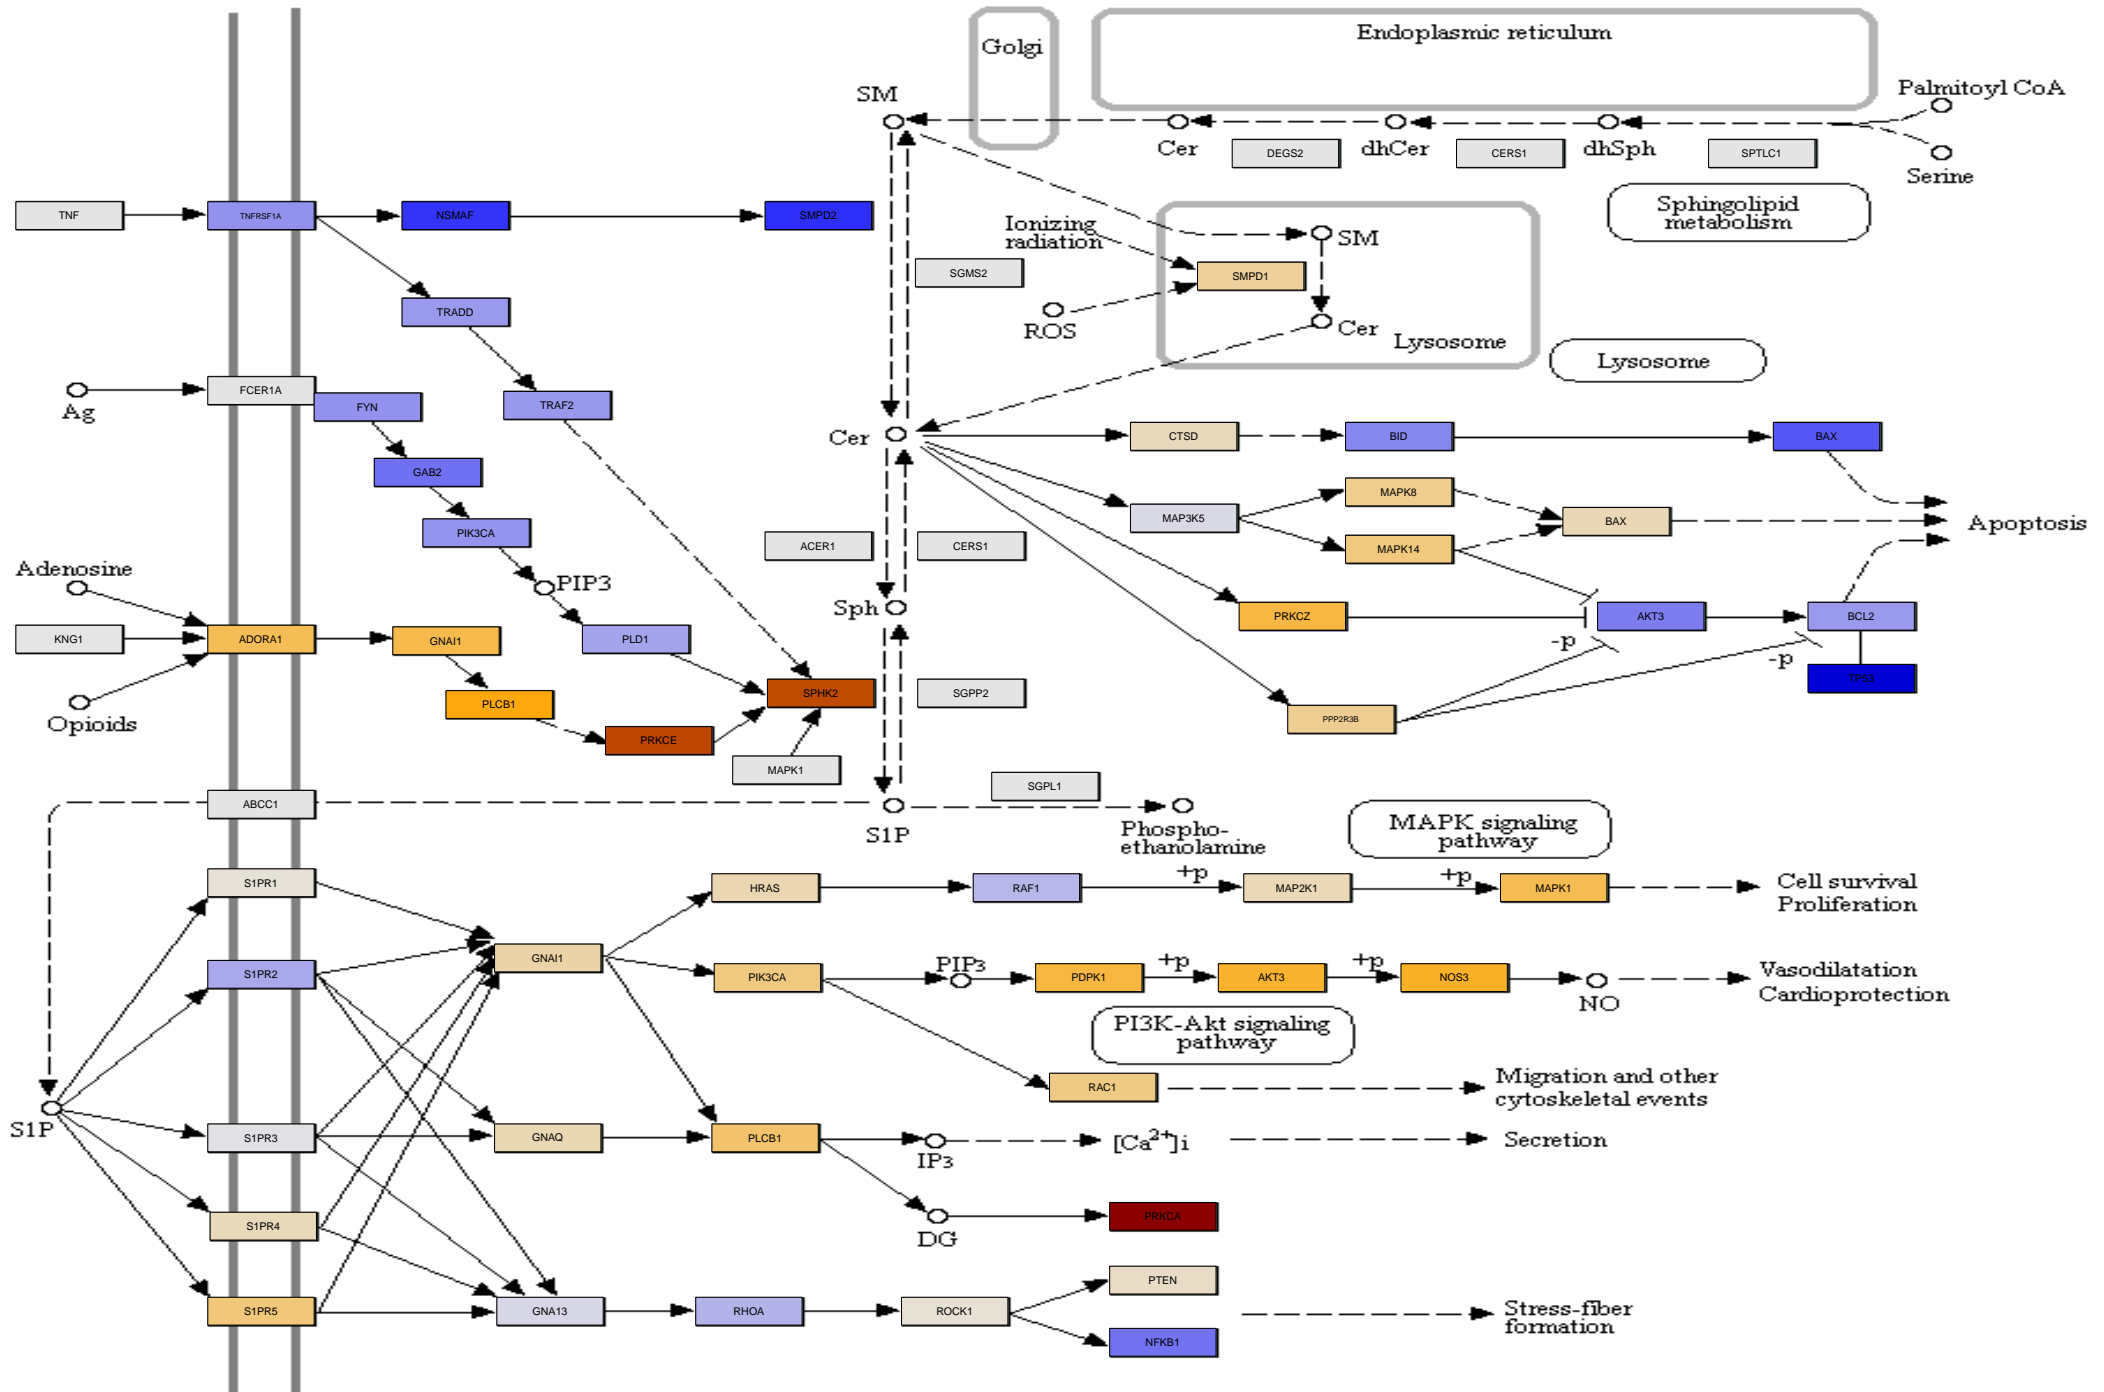 Golgi
Endoplasmic reticulum
SM
Palmitoyl CoA
Cer
DEGS2
dhCer
CERS1
dhSph
SPTLC1
Serine
TNF
TNFRSF1A
NSMAF
SMPD2
Sphingolipid
metabolism
Ionizing
radiation
SM
SGMS2
SMPD1
TRADD
ROS
Cer
Lysosome
Lysosome
FCER1A
Ag
FYN
TRAF2
Cer
CTSD
BID
BAX
GAB2
MAPK8
MAP3K5
BAX
Apoptosis
PIK3CA
ACER1
CERS1
MAPK14
Adenosine
PIP3
Sph
PRKCZ
AKT3
BCL2
KNG1
ADORA1
GNAI1
PLD1
-p
-p
TP53
SPHK2
SGPP2
Opioids
PLCB1
PPP2R3B
PRKCE
MAPK1
ABCC1
SGPL1
S1P
Phospho-
ethanolamine
MAPK signaling
pathway
S1PR1
HRAS
RAF1
+p
MAP2K1
+p
MAPK1
Cell survival
Proliferation
GNAI1
S1PR2
PIK3CA
PIP3
PDPK1
+p
AKT3
+p
NOS3
NO
Vasodilatation
Cardioprotection
PI3K-Akt signaling
pathway
RAC1
Migration and other
cytoskeletal events
S1P
S1PR3
GNAQ
PLCB1
IP3
[Ca2+]i
Secretion
S1PR4
DG
PRKCA
PTEN
S1PR5
GNA13
RHOA
ROCK1
Stress-fiber
formation
NFKB1